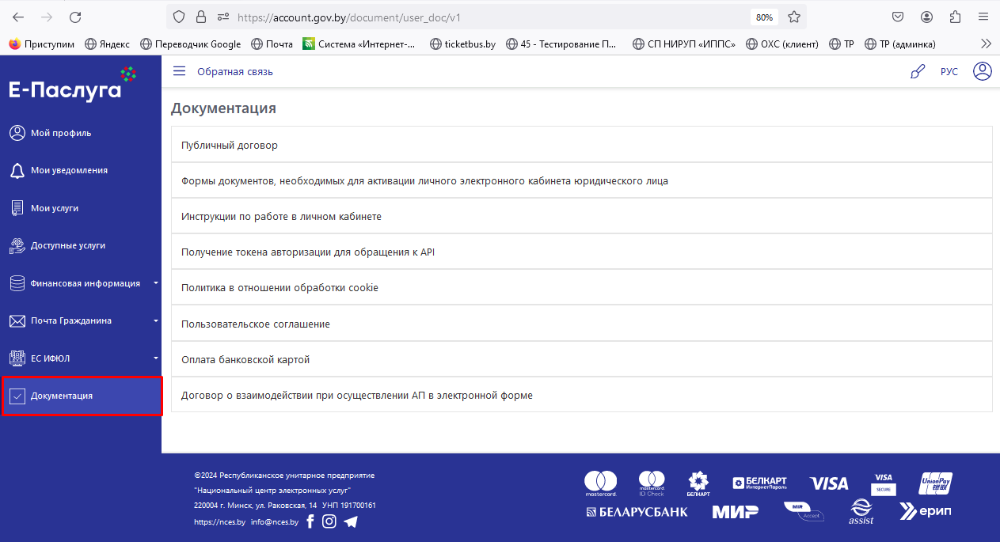 https://account.gov.by/document/user_doc/v1
80%
Приступим
Яндекс
Переводчик Google
Почта
Система «Интернет-...
ticketbus.by
45 - Тестирование П...
СП НИРУП «ИППС»
ОХС (клиент)
ТР
ТР (админка)
Е-Паслуга
Обратная связь
РУС
Мой профиль
Мои уведомления
Мои услуги
Доступные услуги
Финансовая информация
Почта Гражданина
ЕС ИФЮЛ
Документация
Документация
Публичный договор
Формы документов, необходимых для активации личного электронного кабинета юридического лица
Инструкции по работе в личном кабинете
Получение токена авторизации для обращения к API
Политика в отношении обработки cookie
Пользовательское соглашение
Оплата банковской картой
Договор о взаимодействии при осуществлении АП в электронной форме
©2024 Республиканское унитарное предприятие
"Национальный центр электронных услуг"
220004 г. Минск, ул. Раковская, 14 УНП 191700161
https://nces.by info@nces.by
mastercard.
mastercard. ID Check
БЕЛКАРТ
БЕЛКАРТ ИнтернетПароль
VISA
VISA SECURE
UnionPay 银联
БЕЛАРУСБАНК
МИР
MIR Accept
assist
ерип